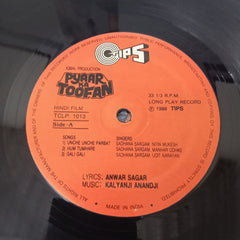 TIPS
IQBAL PRODUCTION
PYAAR KA TOOFAN
HINDI FILM
TCLP 1013
Side-A
33 1/3 R.P.M.
LONG PLAY RECORD
℗ 1988 TIPS
SONGS
SINGERS
1) UNCHE UNCHE PARBAT
SADHANA SARGAM, NITIN MUKESH
2) HUM TUMHARE
SADHANA SARGAM, MANHAR UDHAS
3) GALI GALI
SADHANA SARGAM, UDIT NARAYAN
LYRICS: ANWAR SAGAR
MUSIC: KALYANJI ANANDJI
MADE IN INDIA